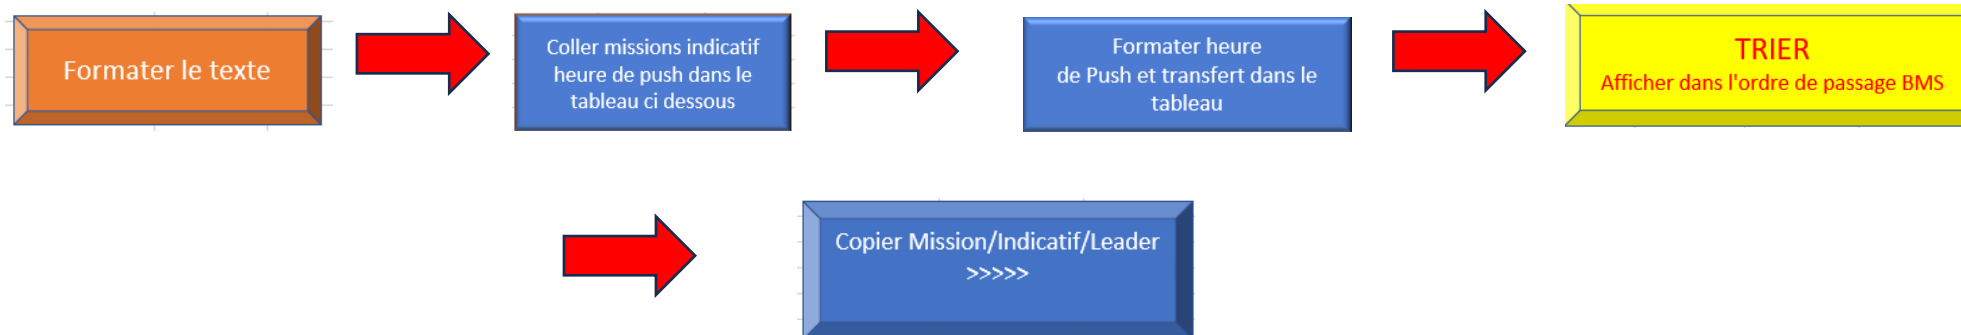 Formater le texte
Coller missions indicatif
heure de push dans le
tableau ci dessous
Formater heure
de Push et transfert dans le
tableau
TRIER
Afficher dans l'ordre de passage BMS
Copier Mission/Indicatif/Leader
>>>>>